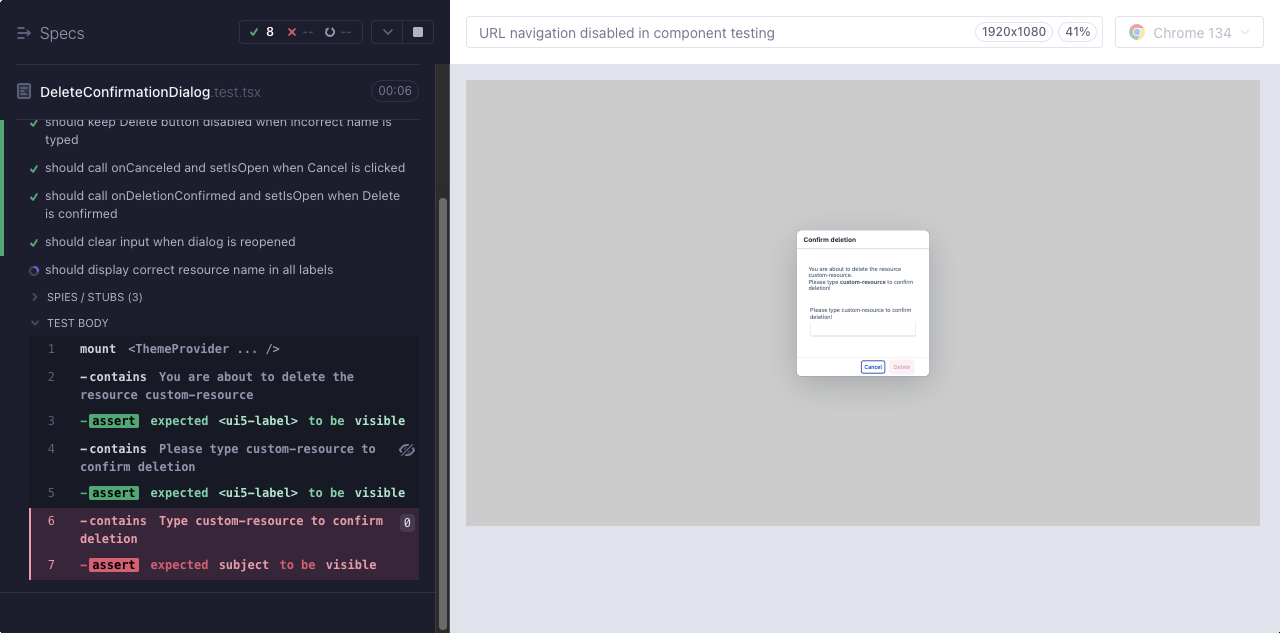 Specs
8 -- --
URL navigation disabled in component testing
1920x1080
41%
Chrome 134
DeleteConfirmationDialog.test.tsx
00:06
should keep Delete button disabled when incorrect name is
typed
should call onCanceled and setIsOpen when Cancel is clicked
should call onDeletionConfirmed and setIsOpen when Delete
is confirmed
should clear input when dialog is reopened
should display correct resource name in all labels
SPIES / STUBS (3)
TEST BODY
1 mount <ThemeProvider ... />
2 -contains You are about to delete the
resource custom-resource
3 -assert expected <ui5-label> to be visible
4 -contains Please type custom-resource to
confirm deletion
5 -assert expected <ui5-label> to be visible
6 -contains Type custom-resource to confirm
deletion
0
7 -assert expected subject to be visible
Confirm deletion
You are about to delete the resource
custom-resource.
Please type custom-resource to confirm
deletion!
Please type custom-resource to confirm
deletion!
Cancel
Delete